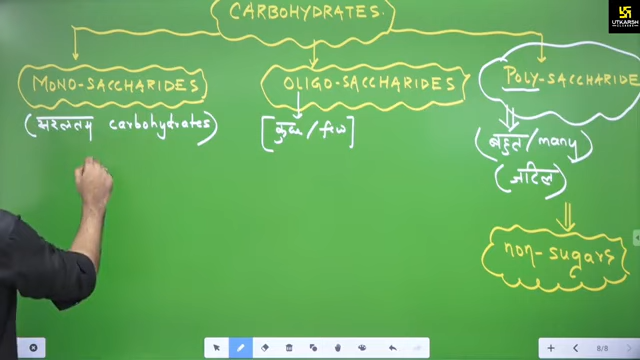 CARBOHYDRATES.
UTKARSH
MONO-SACCHARIDES
OLIGO-SACCHARIDES
POLY-SACCHARIDE
(सरलतम carbohydrates)
[कुछ / few]
(बहुत / many)
(जटिल)
non-sugars
8/8